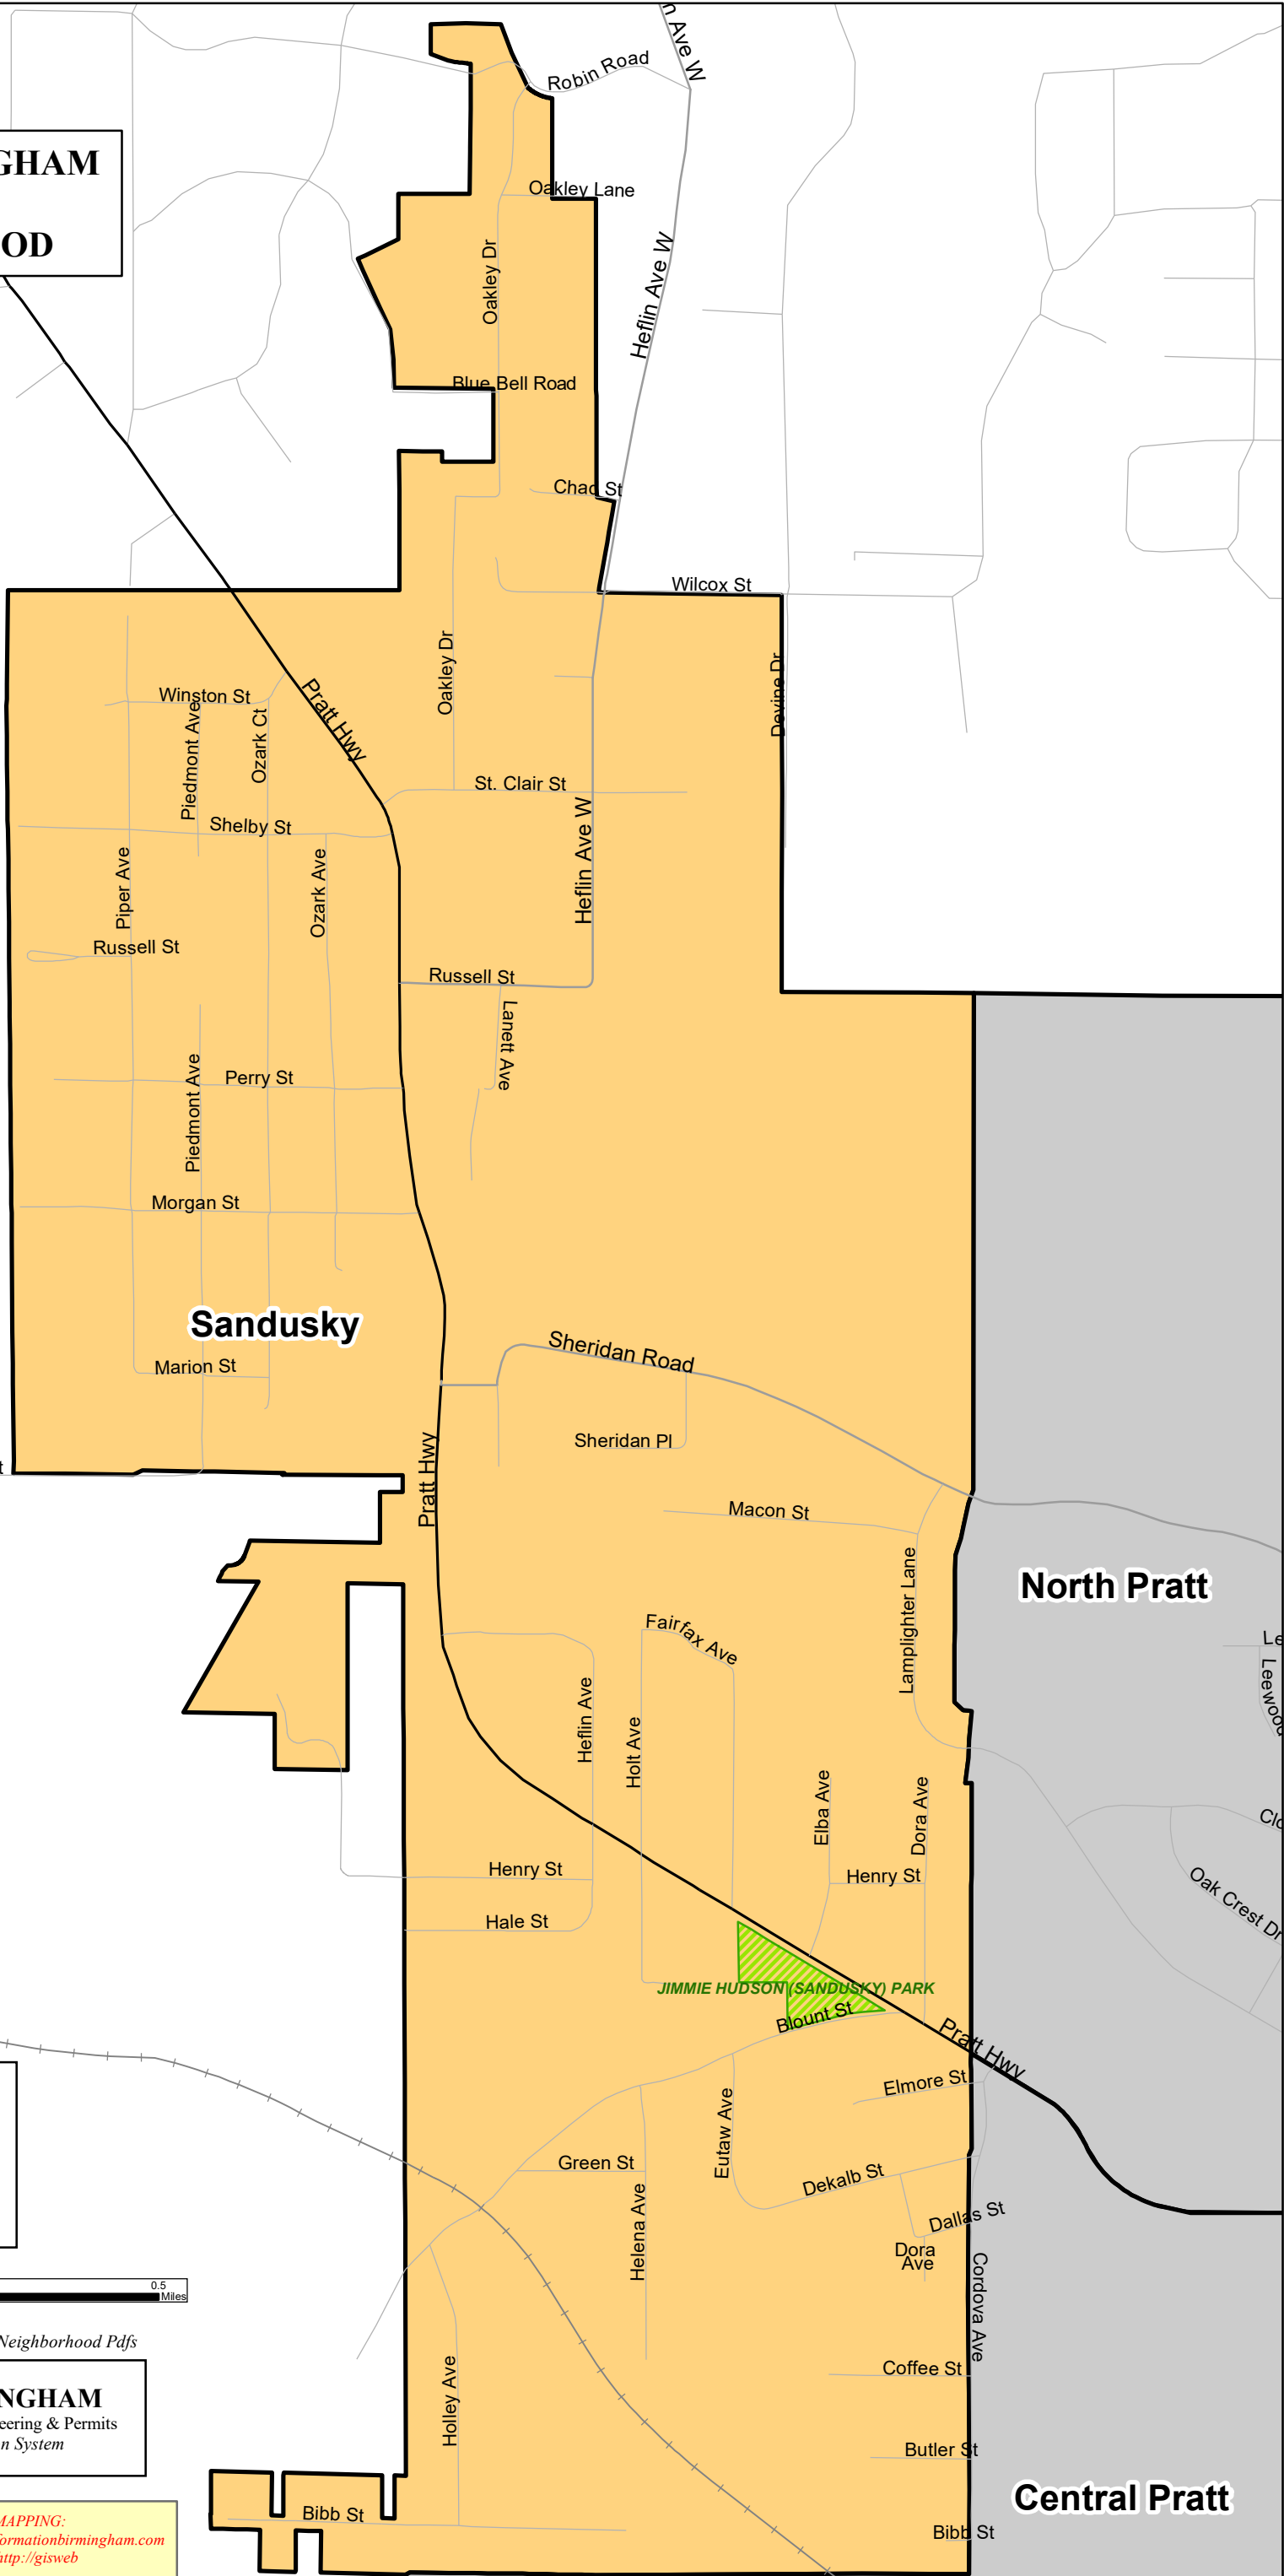 n Ave W
Robin Road
GHAM
OD
Oakley Lane
Oakley Dr
Heflin Ave W
Blue Bell Road
Chad St
Wilcox St
Oakley Dr
Devine Dr
Winston St
Pratt Hwy
Piedmont Ave
Ozark Ct
St. Clair St
Shelby St
Heflin Ave W
Piper Ave
Ozark Ave
Russell St
Russell St
Lanett Ave
Perry St
Piedmont Ave
Morgan St
Sandusky
Sheridan Road
Marion St
Sheridan Pl
Pratt Hwy
t
Macon St
Lamplighter Lane
North Pratt
Fairfax Ave
Le
Leewood
Heflin Ave
Holt Ave
Elba Ave
Dora Ave
Clo
Henry St
Henry St
Oak Crest Dr
Hale St
JIMMIE HUDSON (SANDUSKY) PARK
Blount St
Pratt Hwy
Elmore St
Eutaw Ave
Green St
Dekalb St
Helena Ave
Dallas St
Dora
Ave
Cordova Ave
0.5
Miles
Neighborhood Pdfs
Coffee St
NGHAM
eering & Permits
n System
Holley Ave
Butler St
Central Pratt
Bibb St
Bibb St
MAPPING:
formationbirmingham.com
http://gisweb